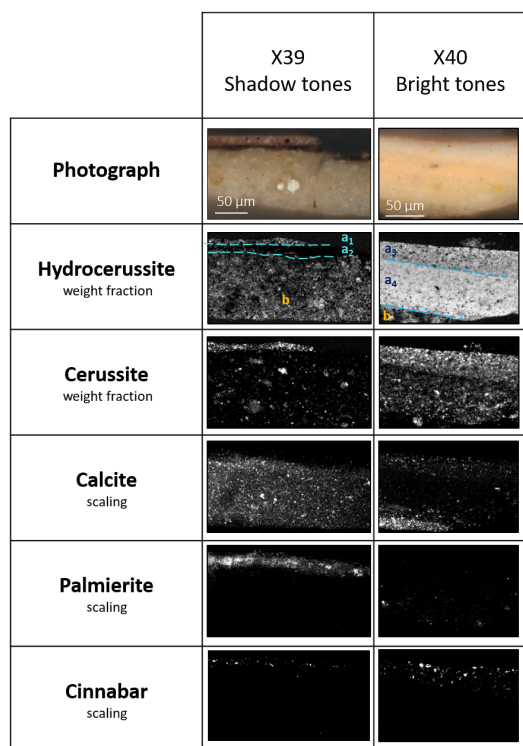 X39
Shadow tones
X40
Bright tones
Photograph
50 µm
50 µm
Hydrocerussite
weight fraction
a1
a2
b
a3
a4
b
Cerussite
weight fraction
Calcite
scaling
Palmierite
scaling
Cinnabar
scaling